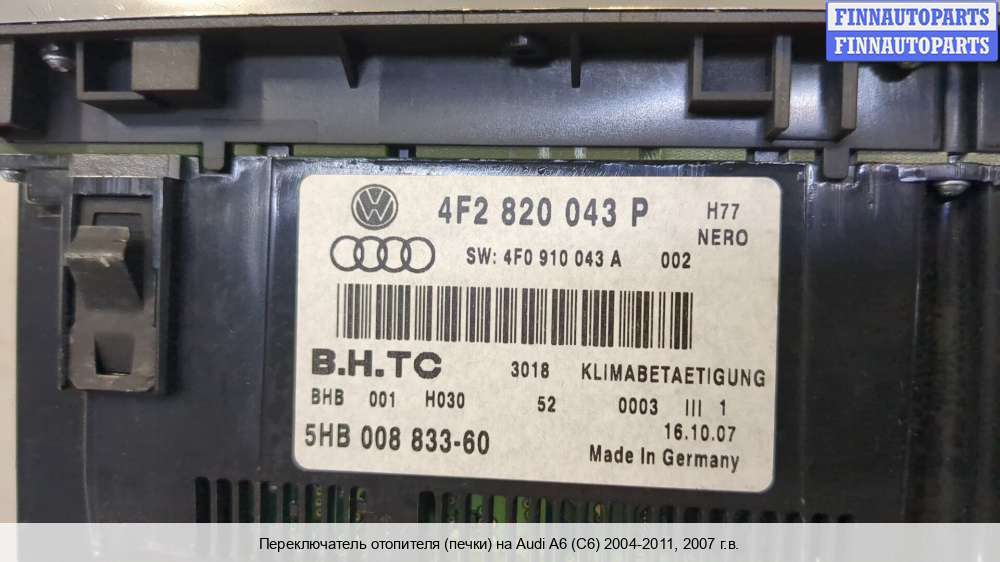 FINNAUTOPARTS
FINNAUTOPARTS
4F2 820 043 P
H77
NERO
SW: 4F0 910 043 A 002
B.H.TC 3018 KLIMABETAETIGUNG
BHB 001 H030 52 0003 III 1
16.10.07
5HB 008 833-60
Made In Germany
Переключатель отопителя (печки) на Audi A6 (C6) 2004-2011, 2007 г.в.